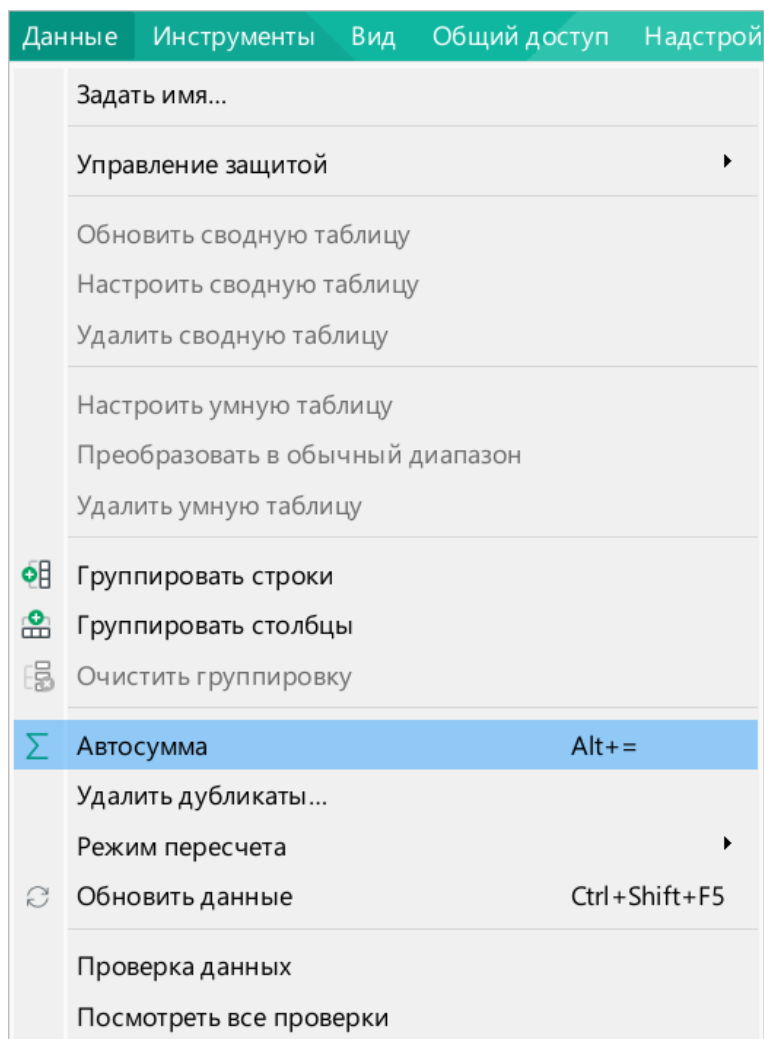 Данные Инструменты Вид Общий доступ Надстрой
Задать имя...
Управление защитой
Обновить сводную таблицу
Настроить сводную таблицу
Удалить сводную таблицу
Настроить умную таблицу
Преобразовать в обычный диапазон
Удалить умную таблицу
Группировать строки
Группировать столбцы
Очистить группировку
Автосумма Alt+=
Удалить дубликаты...
Режим пересчета
Обновить данные Ctrl+Shift+F5
Проверка данных
Посмотреть все проверки